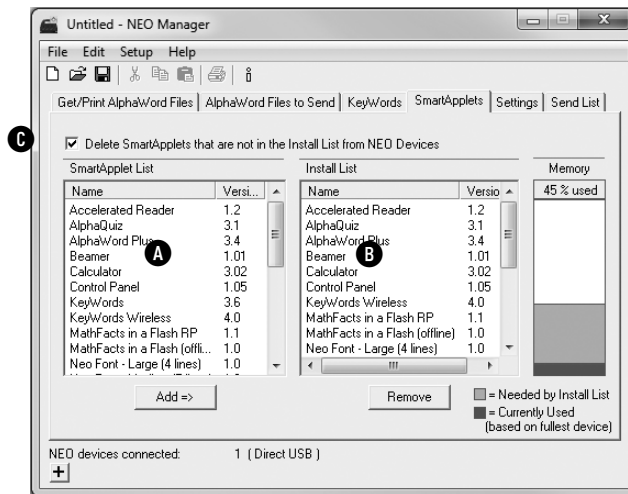 Untitled - NEO Manager
File Edit Setup Help
Get/Print AlphaWord Files AlphaWord Files to Send KeyWords SmartApplets Settings Send List
C
Delete SmartApplets that are not in the Install List from NEO Devices
SmartApplet List Install List Memory
Name Versi... Name Versio 45 % used
Accelerated Reader 1.2 Accelerated Reader 1.2
AlphaQuiz 3.1 AlphaQuiz 3.1
AlphaWord Plus 3.4 AlphaWord Plus 3.4
Beamer A 1.01 Beamer B 1.01
Calculator 3.02 Calculator 3.02
Control Panel 1.05 Control Panel 1.05
KeyWords 3.6 KeyWords Wireless 4.0
KeyWords Wireless 4.0 MathFacts in a Flash RP 1.1
MathFacts in a Flash RP 1.1 MathFacts in a Flash (offline) 1.0
MathFacts in a Flash (offli... 1.0 Neo Font - Large (4 lines) 1.0
Neo Font - Large (4 lines) 1.0
Add => Remove
= Needed by Install List
= Currently Used
(based on fullest device)
NEO devices connected: 1 ( Direct USB )
+